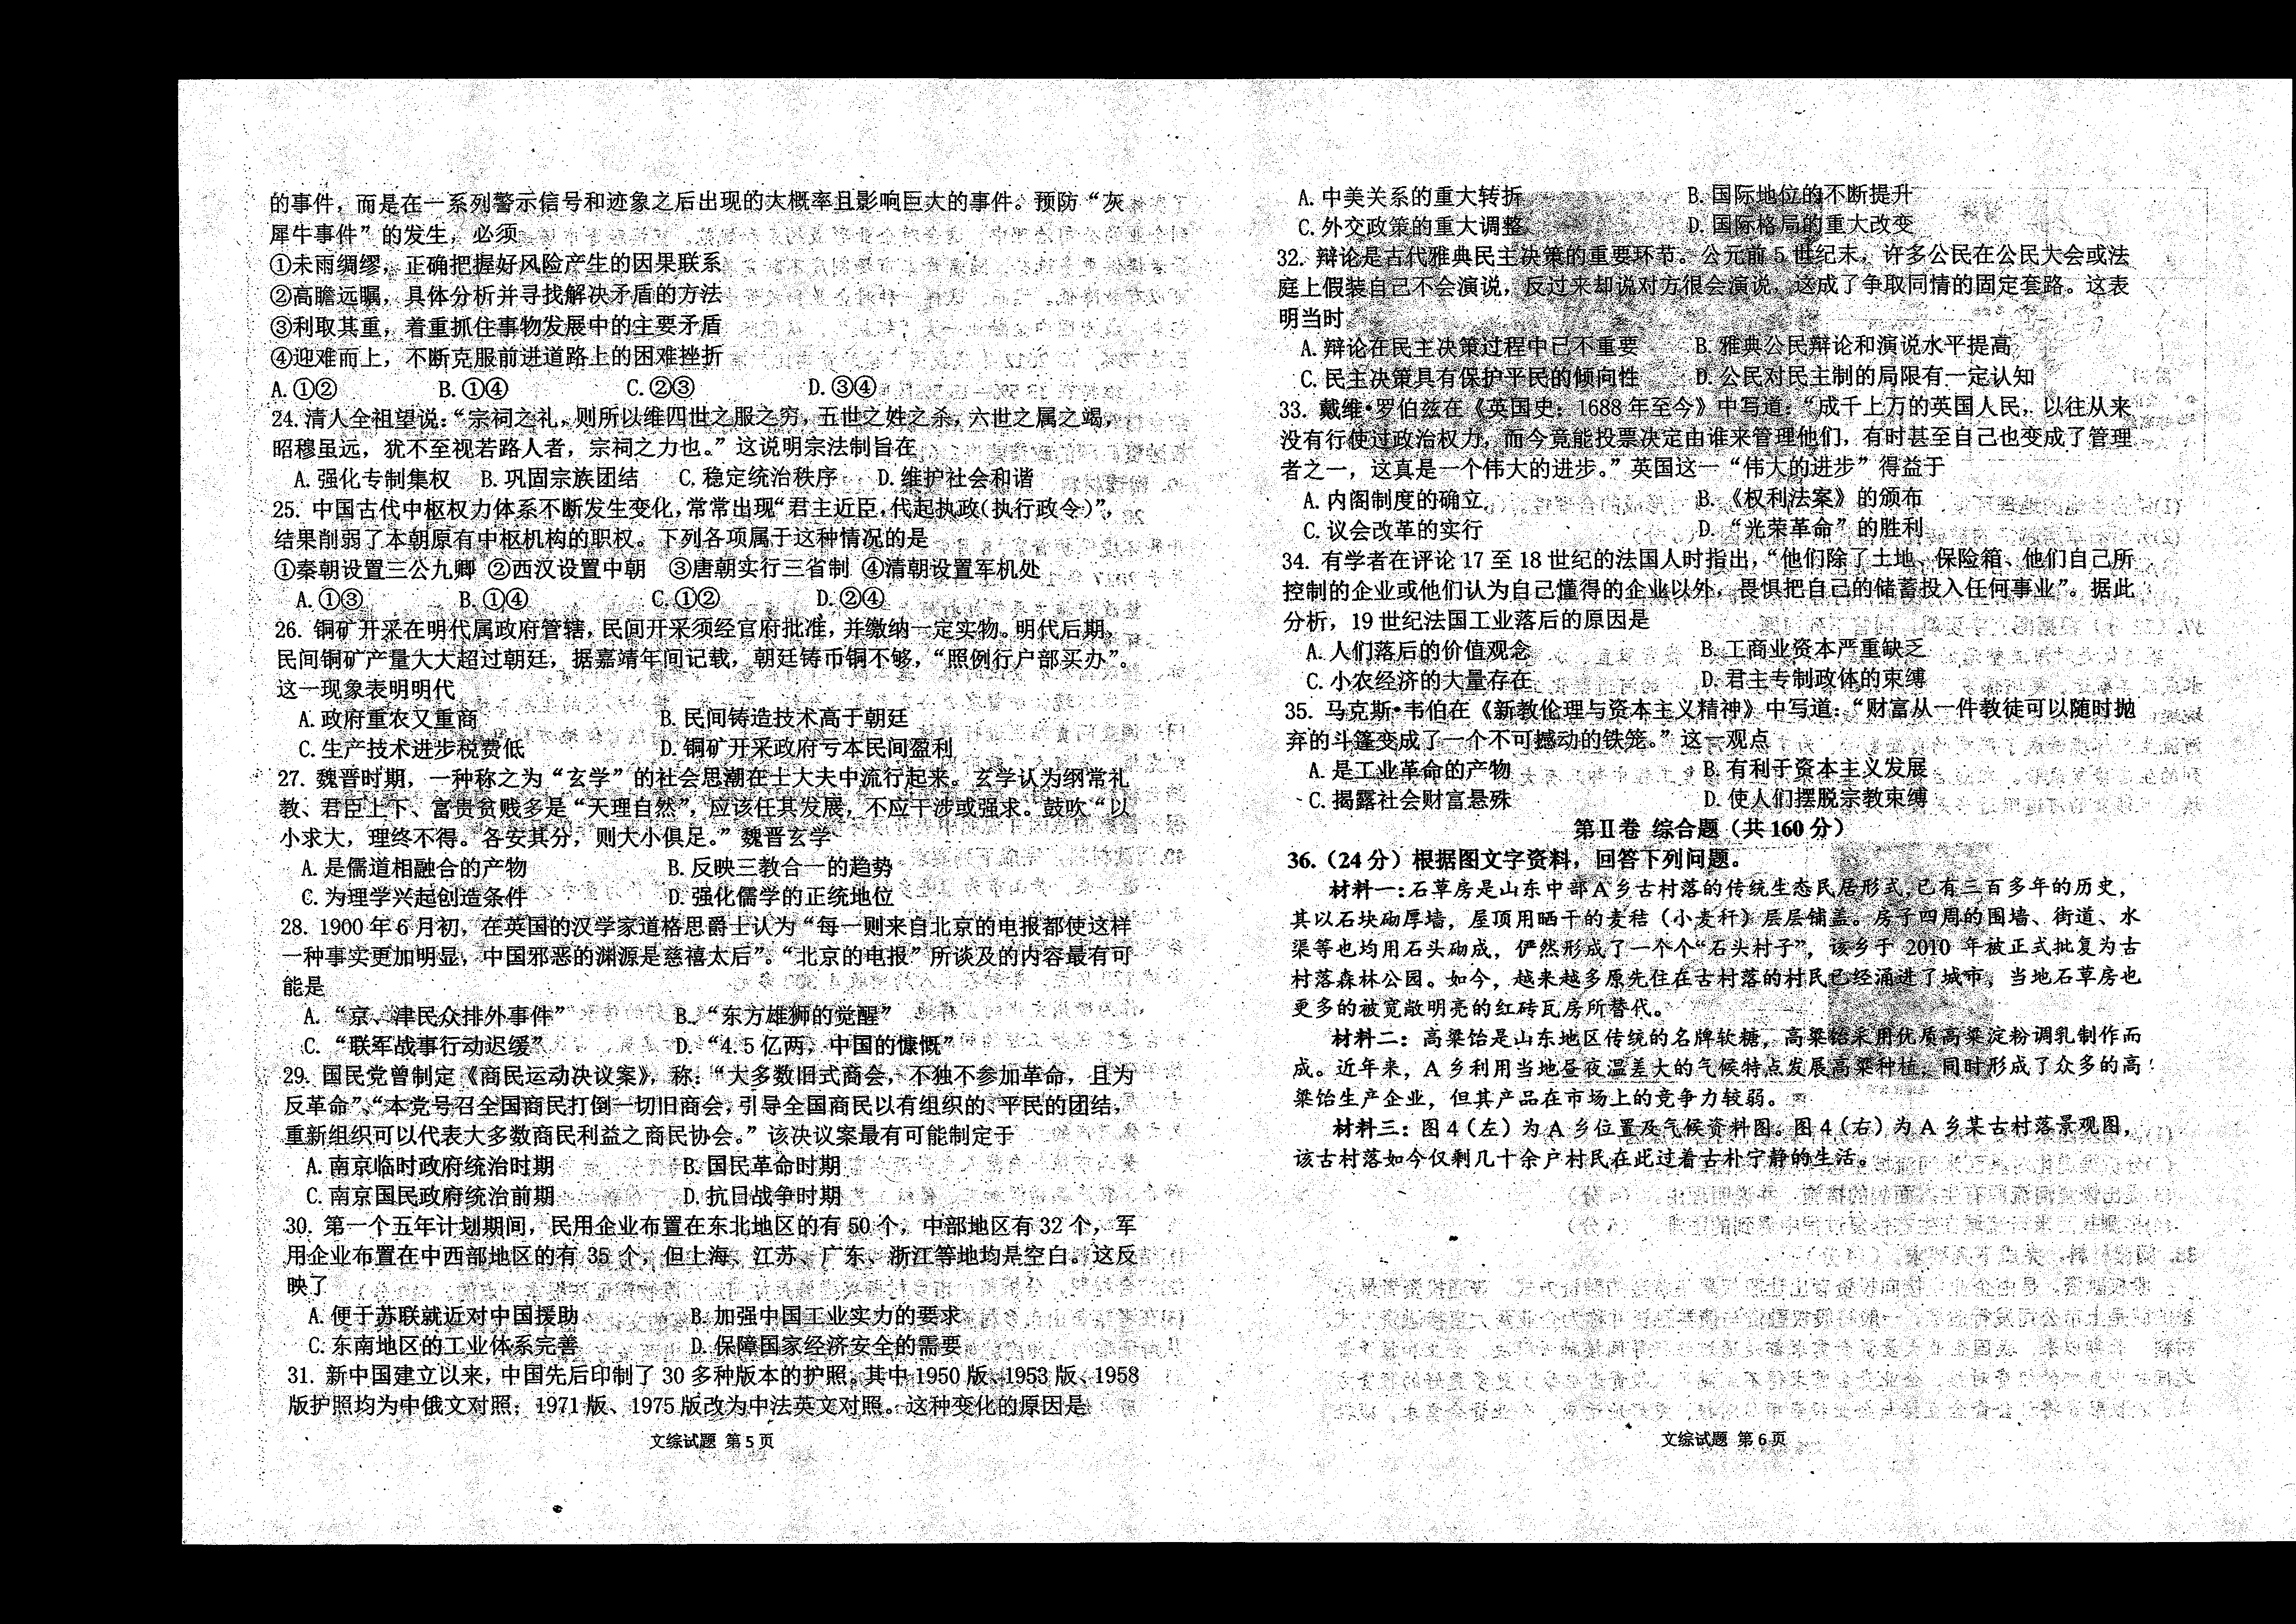 的事件，而是在一系列警示信号和迹象之后出现的大概率且影响巨大的事件。预防“灰
犀牛事件”的发生，必须
①未雨绸缪，正确把握好风险产生的因果联系
②高瞻远瞩，具体分析并寻找解决矛盾的方法
③利取其重，着重抓住事物发展中的主要矛盾
④迎难而上，不断克服前进道路上的困难挫折
A.①② B.①④ C.②③ D.③④
24.清人全祖望说：“宗祠之礼，则所以维四世之服之穷，五世之姓之杀，六世之属之竭，
昭穆虽远，犹不至视若路人者，宗祠之力也。”这说明宗法制旨在
A.强化专制集权 B.巩固宗族团结 C.稳定统治秩序 D.维护社会和谐
25. 中国古代中枢权力体系不断发生变化，常常出现“君主近臣，代起执政（执行政令）”，
结果削弱了本朝原有中枢机构的职权。下列各项属于这种情况的是
①秦朝设置三公九卿 ②西汉设置中朝 ③唐朝实行三省制 ④清朝设置军机处
A.①③ B.①④ C.①② D.②④
26. 铜矿开采在明代属政府管辖，民间开采须经官府批准，并缴纳一定实物。明代后期，
民间铜矿产量大大超过朝廷，据嘉靖年间记载，朝廷铸币铜不够，“照例行户部买办”。
这一现象表明明代
A.政府重农又重商 B.民间铸造技术高于朝廷
C.生产技术进步税费低 D.铜矿开采政府亏本民间盈利
27. 魏晋时期，一种称之为“玄学”的社会思潮在士大夫中流行起来。玄学认为纲常礼
教、君臣上下、富贵贫贱多是“天理自然”，应该任其发展，不应干涉或强求。鼓吹“以
小求大，理终不得。各安其分，则大小俱足。”魏晋玄学
A.是儒道相融合的产物 B.反映三教合一的趋势
C.为理学兴起创造条件 D.强化儒学的正统地位
28. 1900年6月初，在英国的汉学家道格思爵士认为“每一则来自北京的电报都使这样
一种事实更加明显，中国邪恶的渊源是慈禧太后”。“北京的电报”所谈及的内容最有可
能是
A. “京、津民众排外事件” B. “东方雄狮的觉醒”
C. “联军战事行动迟缓” D. “4.5亿两，中国的慷慨”
29. 国民党曾制定《商民运动决议案》，称：“大多数旧式商会，不独不参加革命，且为
反革命”、“本党号召全国商民打倒一切旧商会，引导全国商民以有组织的、平民的团结，
重新组织可以代表大多数商民利益之商民协会。”该决议案最有可能制定于
A.南京临时政府统治时期 B.国民革命时期
C.南京国民政府统治前期 D.抗日战争时期
30. 第一个五年计划期间，民用企业布置在东北地区的有50个，中部地区有32个，军
用企业布置在中西部地区的有 35 个，但上海、江苏、广东、浙江等地均是空白。这反
映了
A.便于苏联就近对中国援助 B.加强中国工业实力的要求
C.东南地区的工业体系完善 D.保障国家经济安全的需要
31. 新中国建立以来，中国先后印制了30多种版本的护照。其中1950版、1953版、1958
版护照均为中俄文对照；1971版、1975版改为中法英文对照。这种变化的原因是
文综试题 第5页
A.中美关系的重大转折 B.国际地位的不断提升
C.外交政策的重大调整 D.国际格局的重大改变
32. 辩论是古代雅典民主决策的重要环节。公元前5世纪末，许多公民在公民大会或法
庭上假装自己不会演说，反过来却说对方很会演说。这成了争取同情的固定套路。这表
明当时
A.辩论在民主决策过程中已不重要 B.雅典公民辩论和演说水平提高
C.民主决策具有保护平民的倾向性 D.公民对民主制的局限有一定认知
33. 戴维•罗伯兹在《英国史：1688年至今》中写道：“成千上万的英国人民，以往从来
没有行使过政治权力，而今竟能投票决定由谁来管理他们，有时甚至自己也变成了管理
者之一，这真是一个伟大的进步。”英国这一“伟大的进步”得益于
A.内阁制度的确立 B.《权利法案》的颁布
C.议会改革的实行 D. “光荣革命”的胜利
34. 有学者在评论17至18世纪的法国人时指出，“他们除了土地、保险箱、他们自己所
控制的企业或他们认为自己懂得的企业以外，畏惧把自己的储蓄投入任何事业”。据此
分析，19世纪法国工业落后的原因是
A.人们落后的价值观念 B.工商业资本严重缺乏
C.小农经济的大量存在 D.君主专制政体的束缚
35. 马克斯•韦伯在《新教伦理与资本主义精神》中写道：“财富从一件教徒可以随时抛
弃的斗篷变成了一个不可撼动的铁笼。”这一观点
A.是工业革命的产物 B.有利于资本主义发展
C.揭露社会财富悬殊 D.使人们摆脱宗教束缚
第Ⅱ卷 综合题（共160分）
36.（24分）根据图文字资料，回答下列问题。
材料一：石草房是山东中部A乡古村落的传统生态民居形式，已有三百多年的历史，
其以石块砌厚墙，屋顶用晒干的麦秸（小麦秆）层层铺盖。房子四周的围墙、街道、水
渠等也均用石头砌成，俨然形成了一个个“石头村子”，该乡于 2010 年被正式批复为古
村落森林公园。如今，越来越多原先住在古村落的村民已经涌进了城市，当地石草房也
更多的被宽敞明亮的红砖瓦房所替代。
材料二：高粱饴是山东地区传统的名牌软糖，高粱饴采用优质高粱淀粉调乳制作而
成。近年来，A乡利用当地昼夜温差大的气候特点发展高粱种植，同时形成了众多的高
粱饴生产企业，但其产品在市场上的竞争力较弱。
材料三：图4（左）为A乡位置及气候资料图。图4（右）为A乡某古村落景观图，
该古村落如今仅剩几十余户村民在此过着古朴宁静的生活。
文综试题 第6页